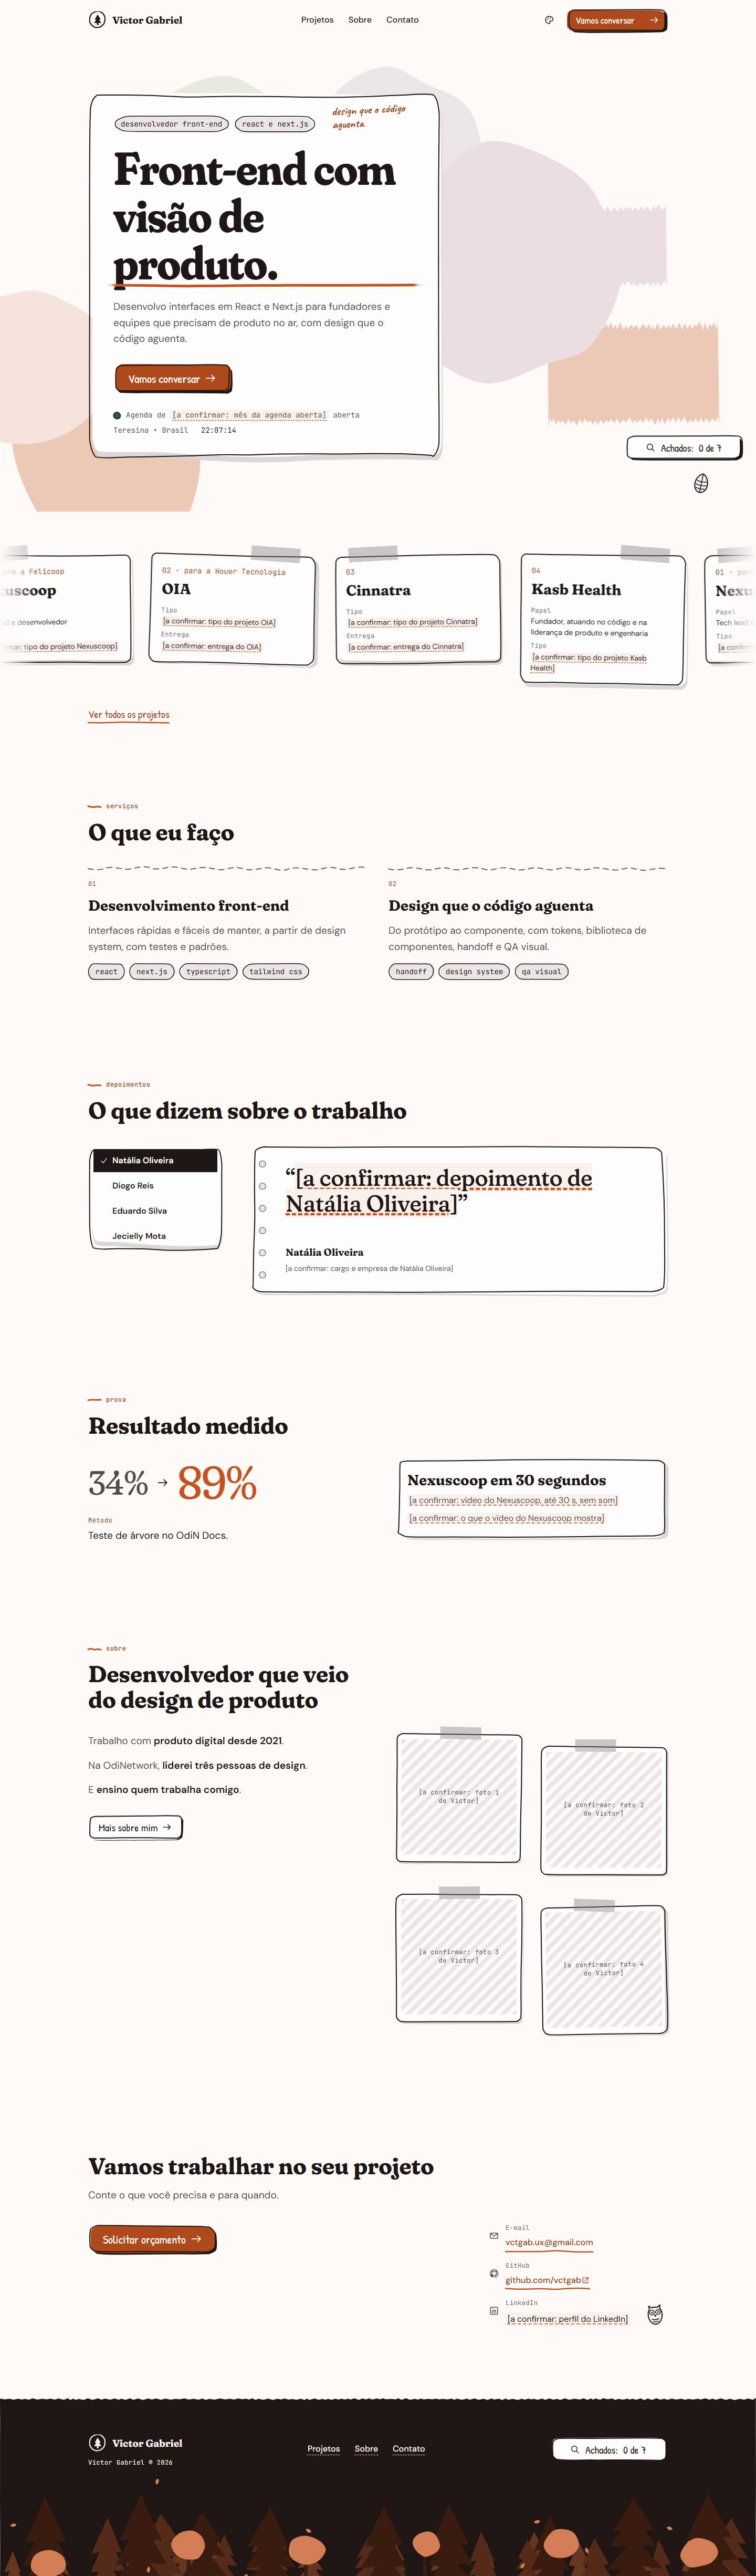 Victor Gabriel
Projetos Sobre Contato
Vamos conversar →
desenvolvedor front-end
react e next.js
design que o código
aguenta
Front-end com
visão de
produto.
Desenvolvo interfaces em React e Next.js para fundadores e
equipes que precisam de produto no ar, com design que o
código aguenta.
Vamos conversar →
Agenda de [a confirmar: mês da agenda aberta] aberta
Teresina • Brasil 22:07:14
Achados: 0 de 7
para a Felicoop
uscoop
d e desenvolvedor
mar: tipo do projeto Nexuscoop]
02 · para a Houer Tecnologia
OIA
Tipo
[a confirmar: tipo do projeto OIA]
Entrega
[a confirmar: entrega do OIA]
03
Cinnatra
Tipo
[a confirmar: tipo do projeto Cinnatra]
Entrega
[a confirmar: entrega do Cinnatra]
04
Kasb Health
Papel
Fundador, atuando no código e na
liderança de produto e engenharia
Tipo
[a confirmar: tipo do projeto Kasb
Health]
01 · para
Nexu
Papel
Tech lead e
Tipo
[a confirm
Ver todos os projetos
serviços
O que eu faço
01
Desenvolvimento front-end
Interfaces rápidas e fáceis de manter, a partir de design
system, com testes e padrões.
react next.js typescript tailwind css
02
Design que o código aguenta
Do protótipo ao componente, com tokens, biblioteca de
componentes, handoff e QA visual.
handoff design system qa visual
depoimentos
O que dizem sobre o trabalho
Natália Oliveira
Diogo Reis
Eduardo Silva
Jecielly Mota
“[a confirmar: depoimento de
Natália Oliveira]”
Natália Oliveira
[a confirmar: cargo e empresa de Natália Oliveira]
prova
Resultado medido
34% → 89%
Método
Teste de árvore no OdiN Docs.
Nexuscoop em 30 segundos
[a confirmar: vídeo do Nexuscoop, até 30 s, sem som]
[a confirmar: o que o vídeo do Nexuscoop mostra]
sobre
Desenvolvedor que veio
do design de produto
Trabalho com produto digital desde 2021.
Na OdiNetwork, liderei três pessoas de design.
E ensino quem trabalha comigo.
Mais sobre mim →
[a confirmar: foto 1
de Victor]
[a confirmar: foto 2
de Victor]
[a confirmar: foto 3
de Victor]
[a confirmar: foto 4
de Victor]
Vamos trabalhar no seu projeto
Conte o que você precisa e para quando.
Solicitar orçamento →
E-mail
vctgab.ux@gmail.com
GitHub
github.com/vctgab
LinkedIn
[a confirmar: perfil do LinkedIn]
Victor Gabriel
Victor Gabriel © 2026
Projetos Sobre Contato
Achados: 0 de 7